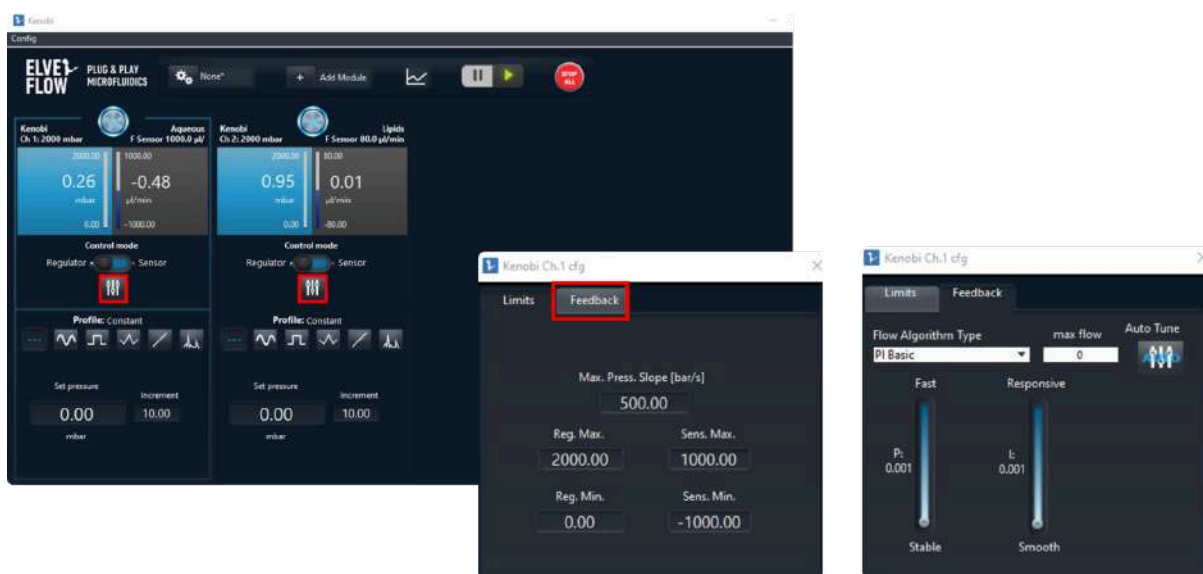 Kenobi
Config
ELVE FLOW
PLUG & PLAY
MICROFLUIDICS
None*
+ Add Module
STOP ALL
Kenobi Aqueous
Ch 1: 2000 mbar F Sensor 1000.0 µl/
2000.00 1000.00
0.26 -0.48
mbar µl/min
0.00 -1000.00
Control mode
Regulator Sensor
Profile: Constant
Set pressure
Increment
0.00 10.00
mbar
Kenobi Lipids
Ch 2: 2000 mbar F Sensor 80.0 µl/min
2000.00 80.00
0.95 0.01
mbar µl/min
0.00 -80.00
Control mode
Regulator Sensor
Profile: Constant
Set pressure
Increment
0.00 10.00
mbar
Kenobi Ch.1 cfg
Limits Feedback
Max. Press. Slope [bar/s]
500.00
Reg. Max. Sens. Max.
2000.00 1000.00
Reg. Min. Sens. Min.
0.00 -1000.00
Kenobi Ch.1 cfg
Limits Feedback
Flow Algorithm Type max flow Auto Tune
PI Basic 0
Fast Responsive
P: I:
0.001 0.001
Stable Smooth